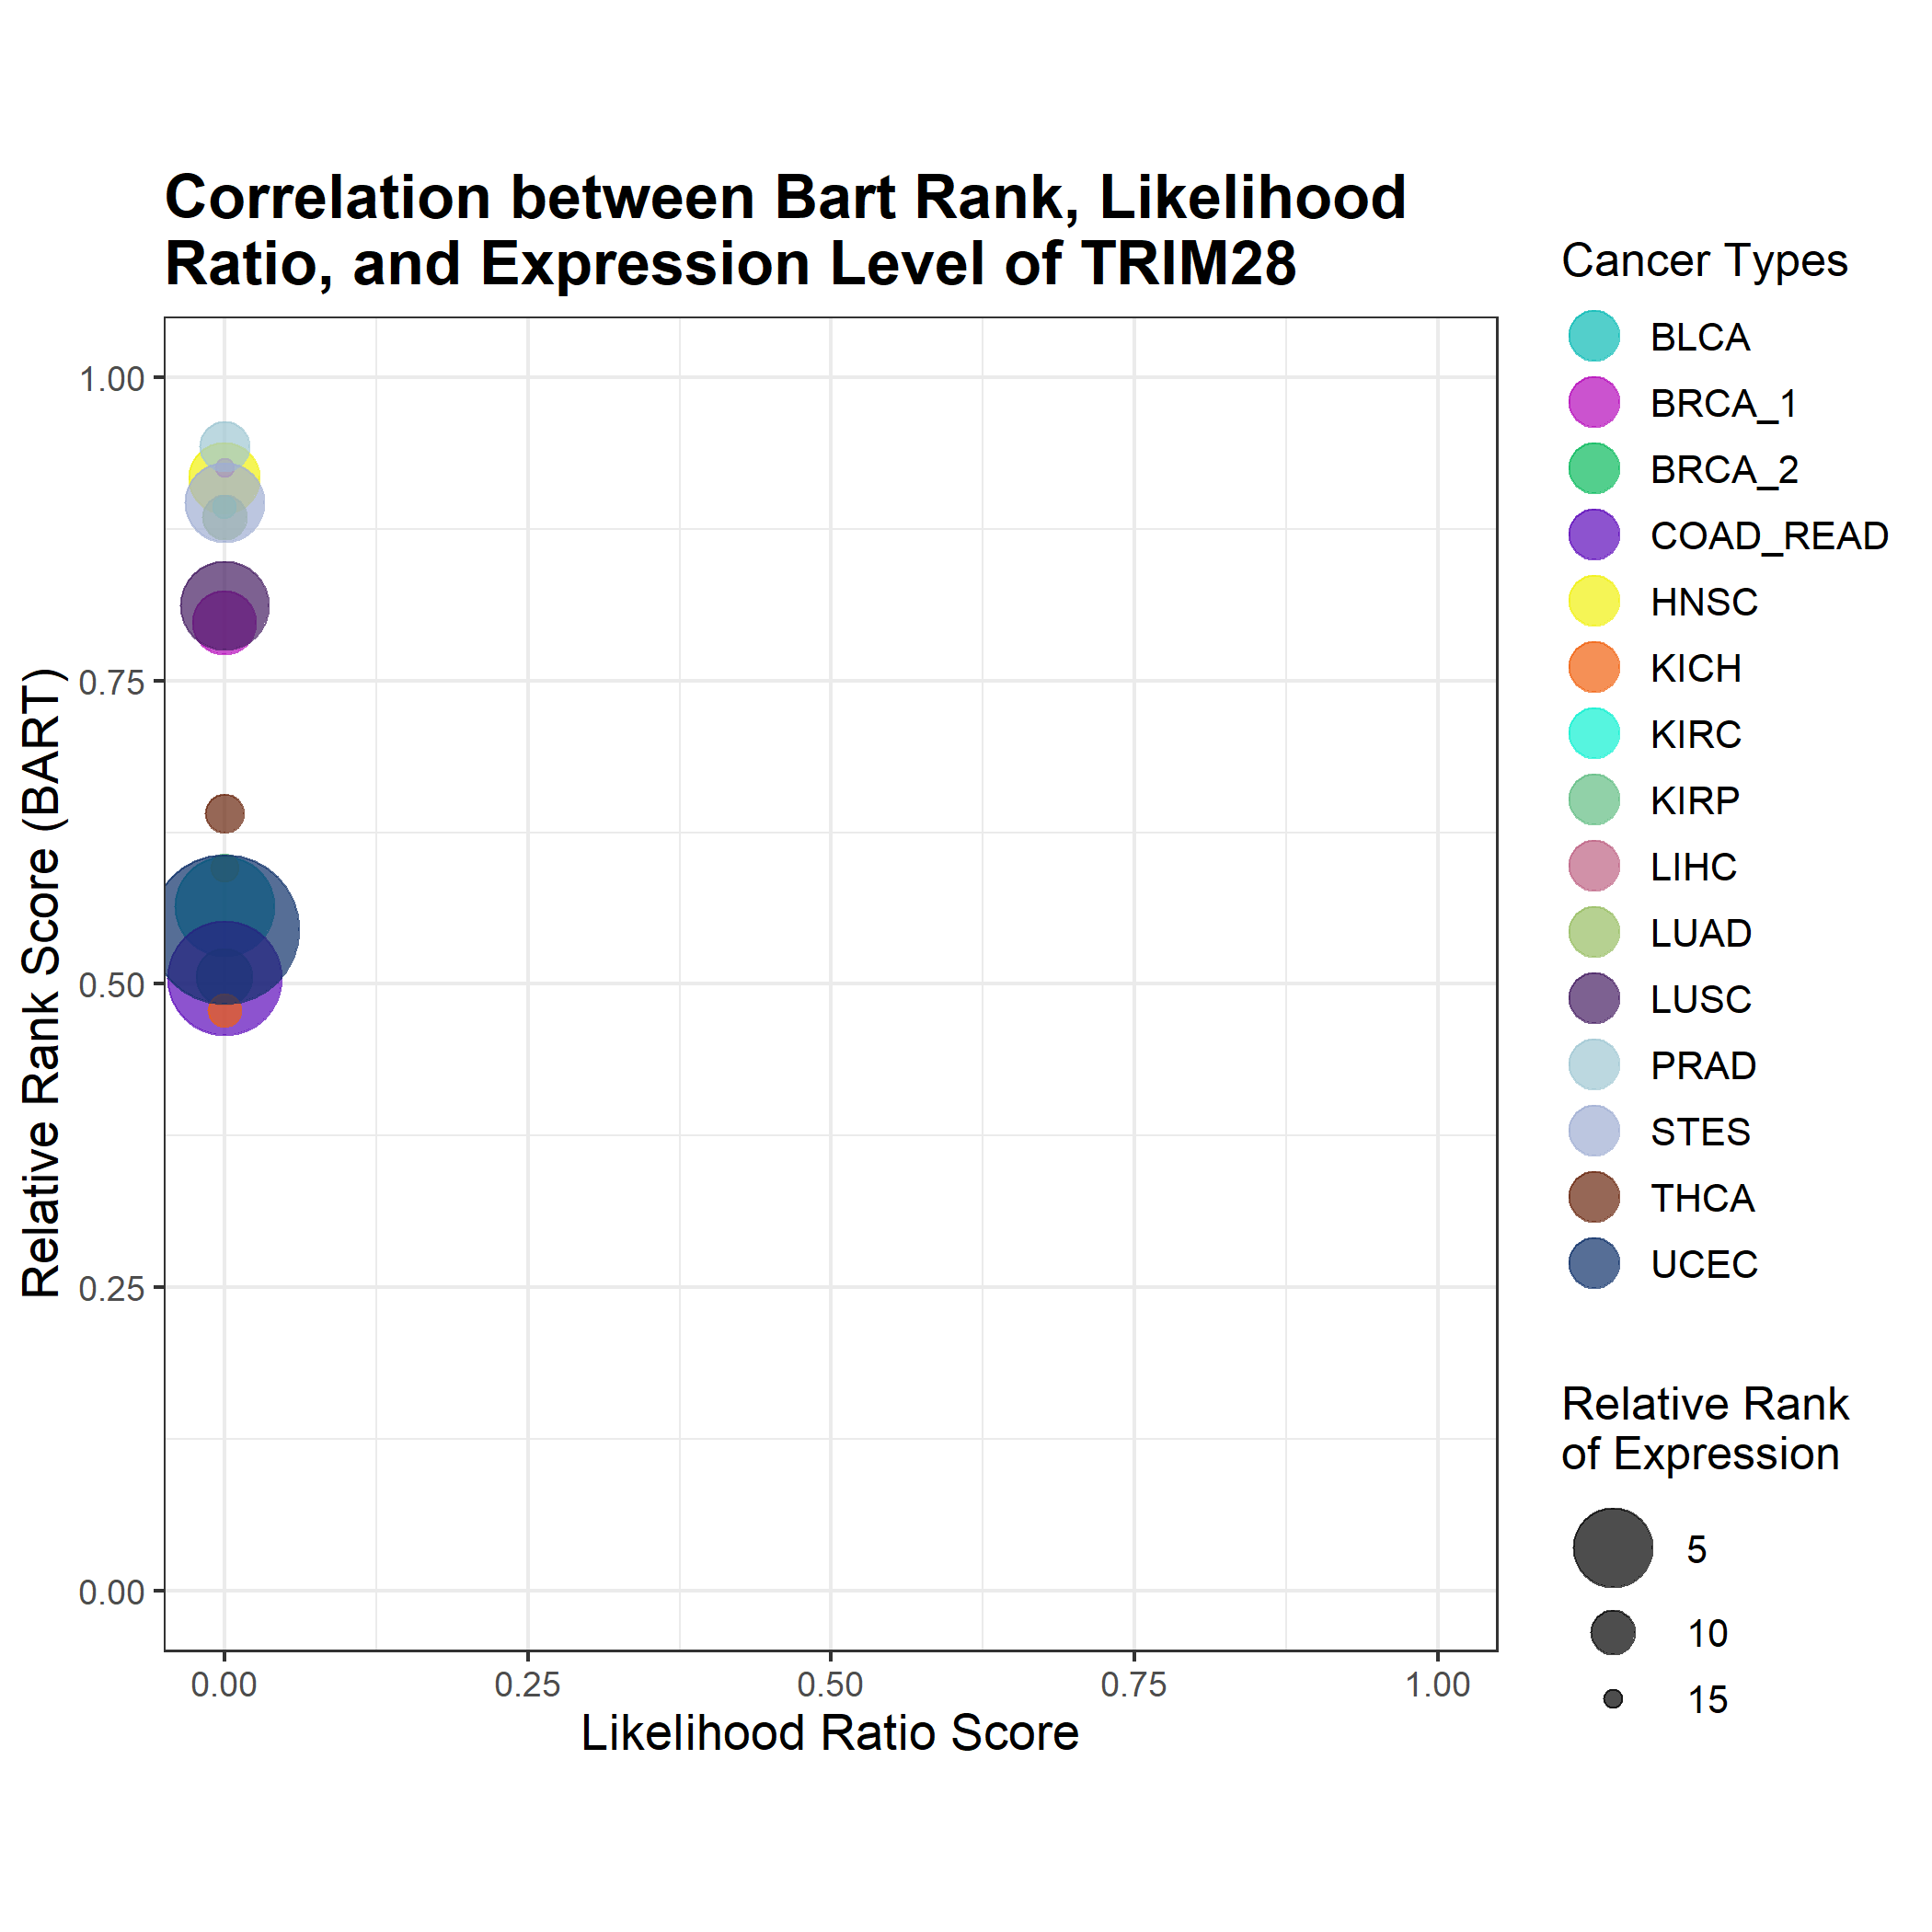 Correlation between Bart Rank, Likelihood
Ratio, and Expression Level of TRIM28
Relative Rank Score (BART)
1.00
0.75
0.50
0.25
0.00
0.00
0.25
0.50
0.75
1.00
Likelihood Ratio Score
Cancer Types
BLCA
BRCA_1
BRCA_2
COAD_READ
HNSC
KICH
KIRC
KIRP
LIHC
LUAD
LUSC
PRAD
STES
THCA
UCEC
Relative Rank
of Expression
5
10
15